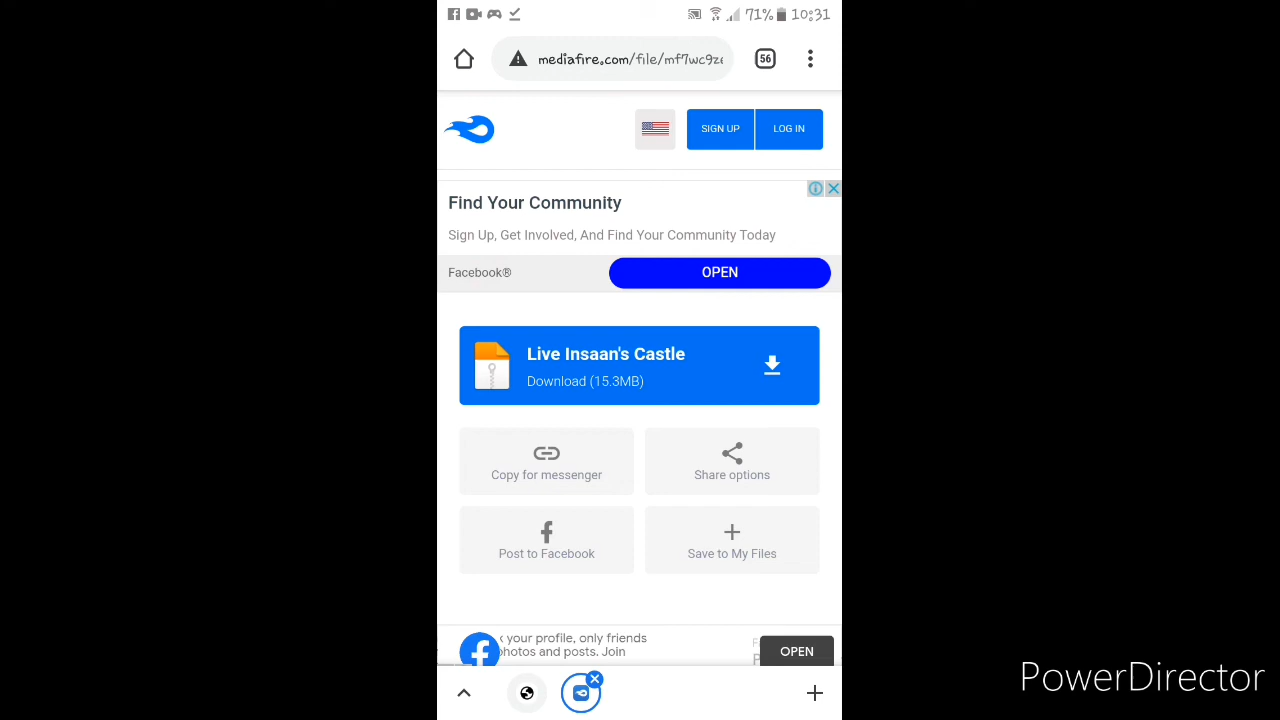 71% 10:31
mediafire.com/file/mf7wc9ze
56
SIGN UP LOG IN
Find Your Community
Sign Up, Get Involved, And Find Your Community Today
Facebook® OPEN
Live Insaan's Castle
Download (15.3MB)
Copy for messenger Share options
Post to Facebook Save to My Files
your profile, only friends
photos and posts. Join
OPEN
PowerDirector